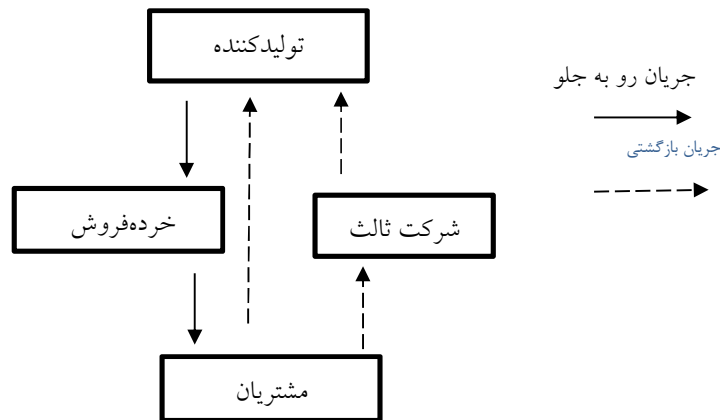 تولیدکننده
جریان رو به جلو
جریان بازگشتی
خرده‌فروش
شرکت ثالث
مشتریان